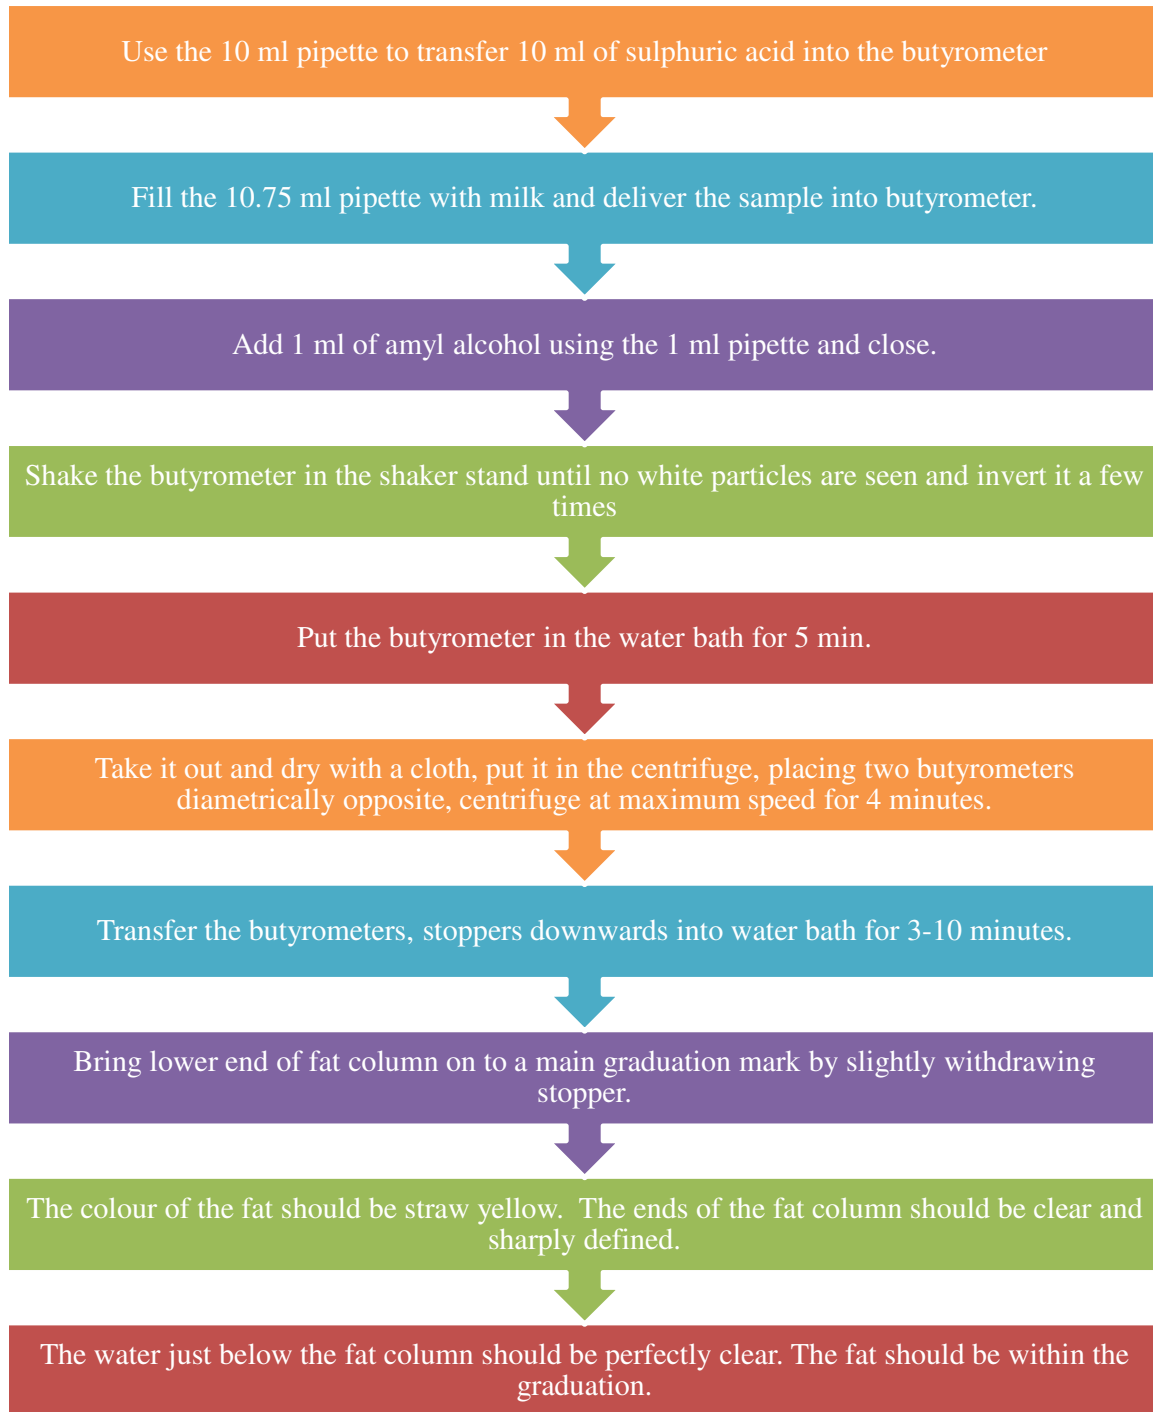 Use the 10 ml pipette to transfer 10 ml of sulphuric acid into the butyrometer
Fill the 10.75 ml pipette with milk and deliver the sample into butyrometer.
Add 1 ml of amyl alcohol using the 1 ml pipette and close.
Shake the butyrometer in the shaker stand until no white particles are seen and invert it a few
times
Put the butyrometer in the water bath for 5 min.
Take it out and dry with a cloth, put it in the centrifuge, placing two butyrometers
diametrically opposite, centrifuge at maximum speed for 4 minutes.
Transfer the butyrometers, stoppers downwards into water bath for 3-10 minutes.
Bring lower end of fat column on to a main graduation mark by slightly withdrawing
stopper.
The colour of the fat should be straw yellow.  The ends of the fat column should be clear and
sharply defined.
The water just below the fat column should be perfectly clear. The fat should be within the
graduation.